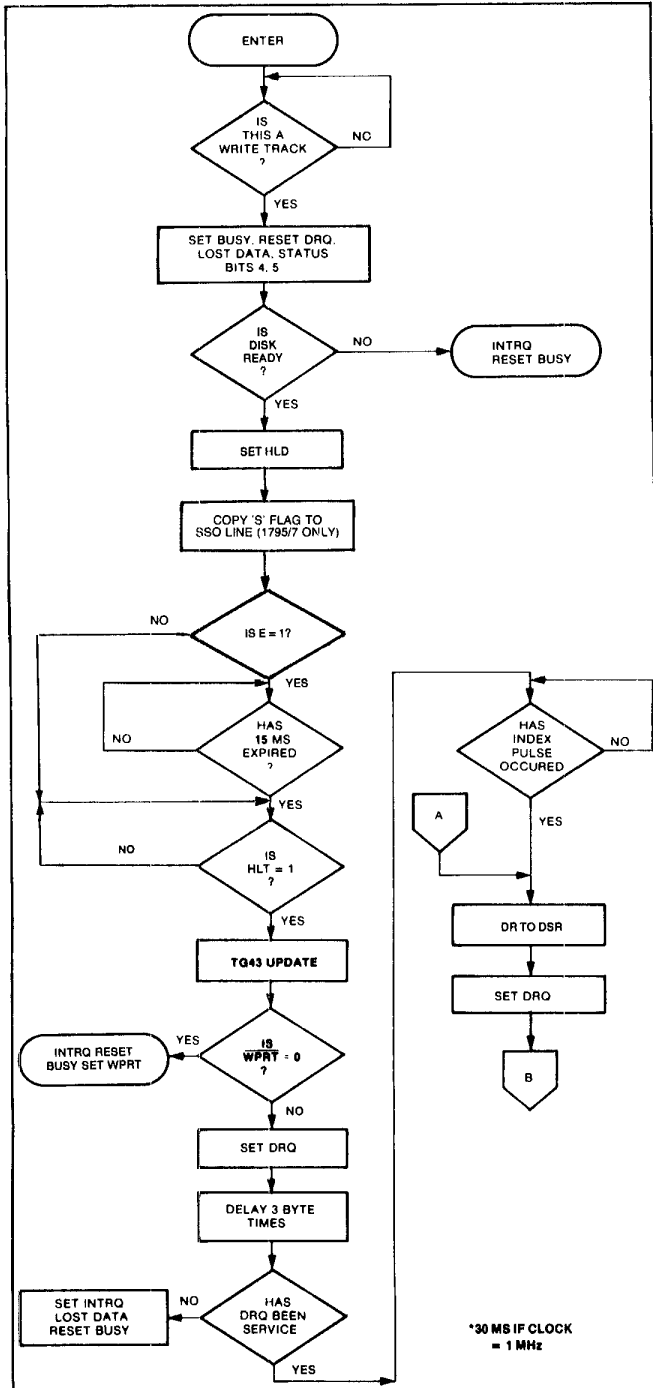 ENTER
IS
THIS A
WRITE TRACK
?
NO
YES
SET BUSY, RESET DRQ,
LOST DATA, STATUS
BITS 4, 5
IS
DISK
READY
?
NO
INTRQ
RESET BUSY
YES
SET HLD
COPY 'S' FLAG TO
SSO LINE (1795/7 ONLY)
NO
IS E = 1?
YES
HAS
15 MS
EXPIRED
?
NO
YES
NO
IS
HLT = 1
?
YES
TG43 UPDATE
IS
WPRT = 0
?
YES
INTRQ RESET
BUSY SET WPRT
NO
SET DRQ
DELAY 3 BYTE
TIMES
HAS
DRQ BEEN
SERVICE
NO
SET INTRQ
LOST DATA
RESET BUSY
YES
HAS
INDEX
PULSE
OCCURED
NO
YES
A
DR TO DSR
SET DRQ
B
*30 MS IF CLOCK
= 1 MHz